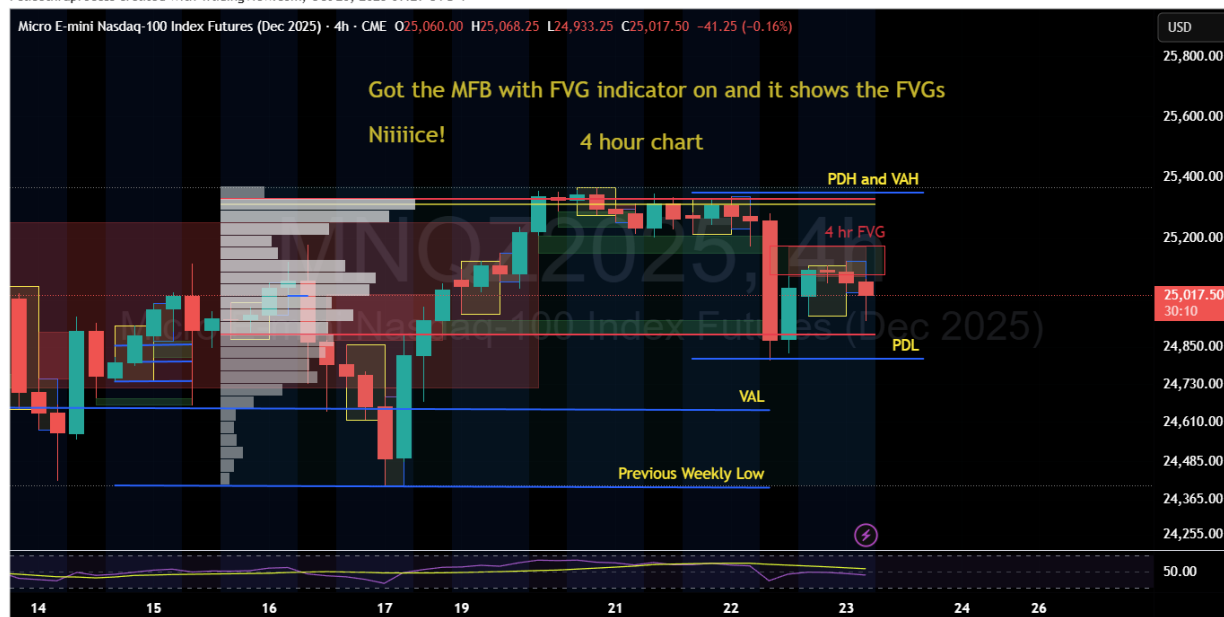 Micro E-mini Nasdaq-100 Index Futures (Dec 2025) · 4h · CME O25,060.00 H25,068.25 L24,933.25 C25,017.50 −41.25 (−0.16%)
USD
25,800.00
Got the MFB with FVG indicator on and it shows the FVGs
25,600.00
Niiiiice!
4 hour chart
25,400.00
PDH and VAH
25,200.00
4 hr FVG
MNQZ2025, 4h
25,017.50
30:10
Micro E-mini Nasdaq-100 Index Futures (Dec 2025)
24,850.00
PDL
24,730.00
VAL
24,610.00
24,485.00
Previous Weekly Low
24,365.00
24,255.00
50.00
14 15 16 17 19 21 22 23 24 26